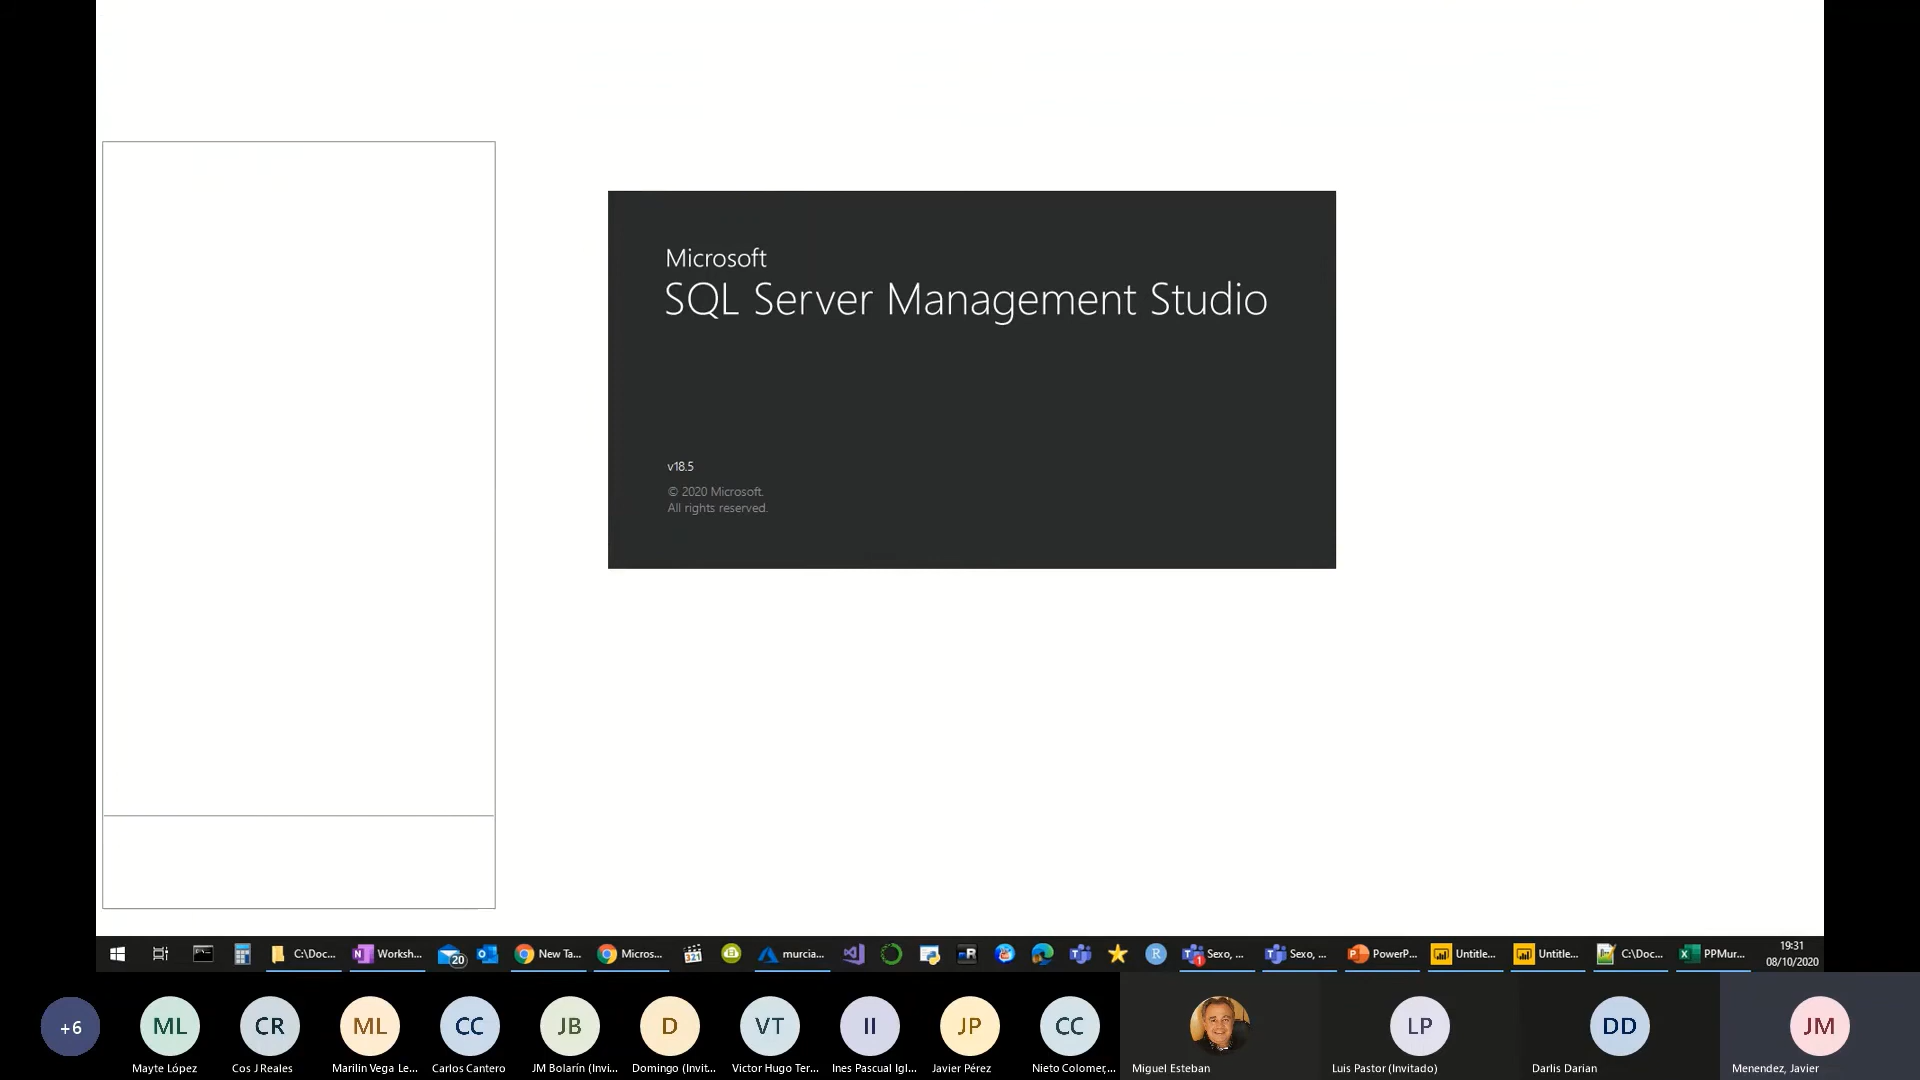 Microsoft
SQL Server Management Studio
v18.5
© 2020 Microsoft.
All rights reserved.
C:\Doc...
Worksh...
20
New Ta...
Micros...
321
murcia...
R
R
1
Sexo, ...
Sexo, ...
PowerP...
Untitle...
Untitle...
C:\Doc...
PPMur...
19:31
08/10/2020
+6
ML
CR
ML
CC
JB
D
VT
II
JP
CC
LP
DD
JM
Mayte López
Cos J Reales
Marilin Vega Le...
Carlos Cantero
JM Bolarín (Invi...
Domingo (Invit...
Victor Hugo Ter...
Ines Pascual Igl...
Javier Pérez
Nieto Colomer,...
Miguel Esteban
Luis Pastor (Invitado)
Darlis Darian
Menendez, Javier